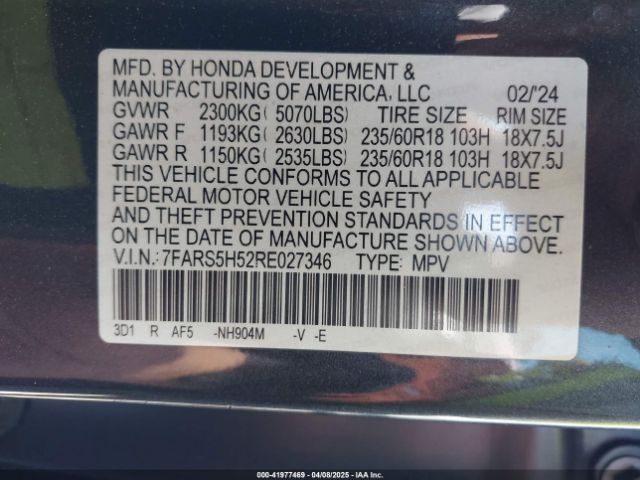 MFD. BY HONDA DEVELOPMENT &
MANUFACTURING OF AMERICA, LLC 02/'24
GVWR 2300KG( 5070LBS) TIRE SIZE RIM SIZE
GAWR F 1193KG( 2630LBS) 235/60R18 103H 18X7.5J
GAWR R 1150KG( 2535LBS) 235/60R18 103H 18X7.5J
THIS VEHICLE CONFORMS TO ALL APPLICABLE
FEDERAL MOTOR VEHICLE SAFETY
AND THEFT PREVENTION STANDARDS IN EFFECT
ON THE DATE OF MANUFACTURE SHOWN ABOVE.
V.I.N.: 7FARS5H52RE027346 TYPE: MPV
3D1 R AF5 -NH904M -V -E
000-41977469 - 04/08/2025 - IAA Inc.